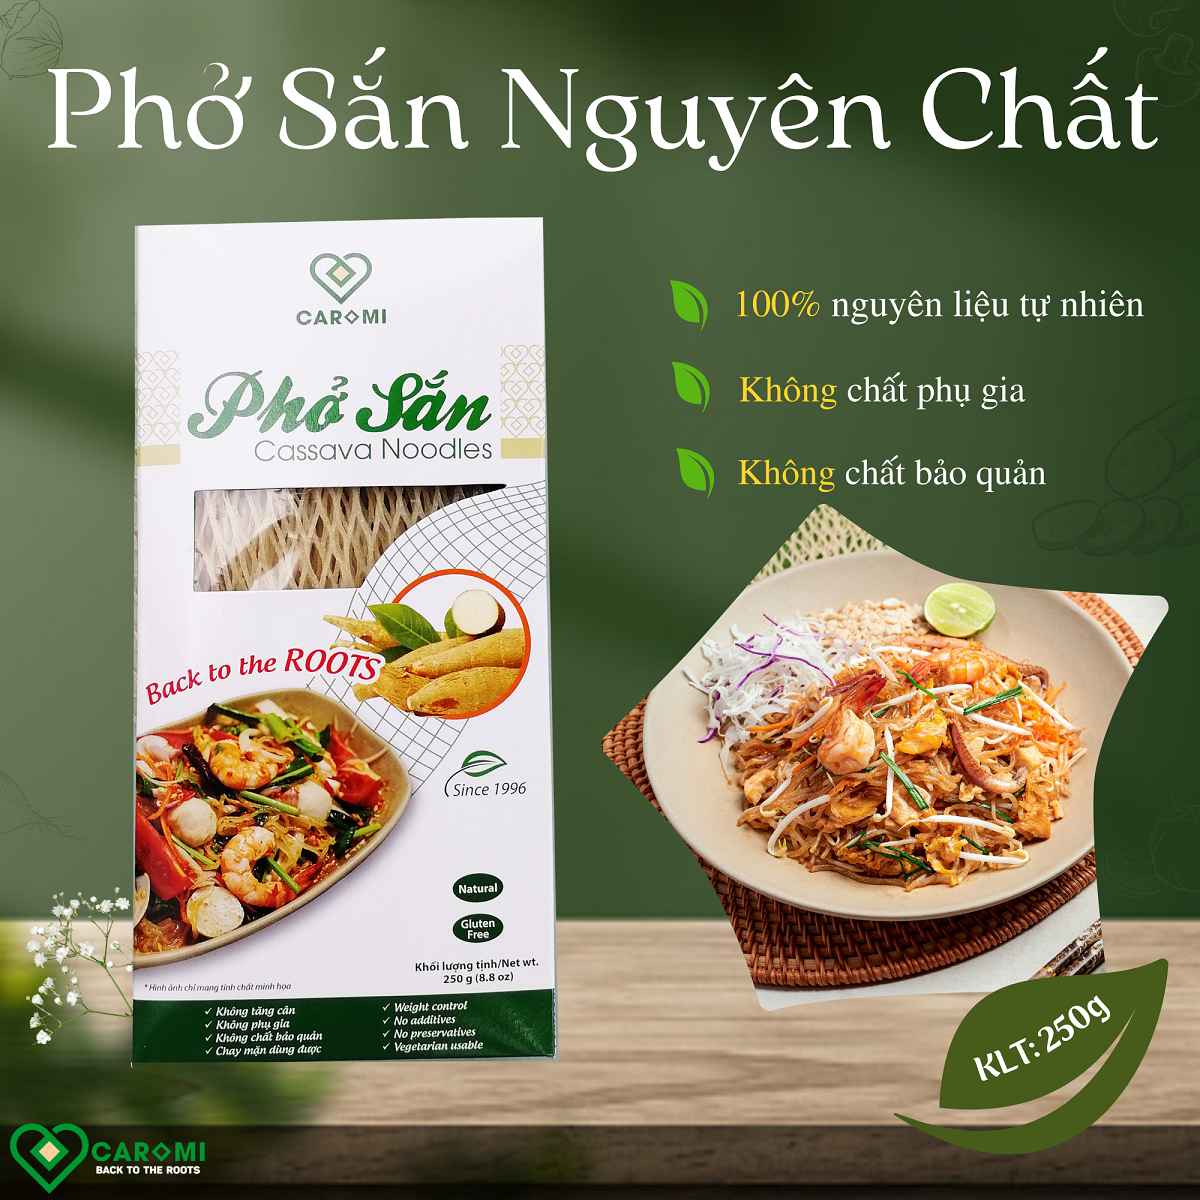 Phở Sắn Nguyên Chất
CAROMI
Phở Sắn
Cassava Noodles
Back to the ROOTS
Since 1996
Natural
Gluten
Free
Khối lượng tịnh/Net wt.
250 g (8.8 oz)
*Hình ảnh chỉ mang tính chất minh họa
✓ Không tăng cân
✓ Không phụ gia
✓ Không chất bảo quản
✓ Chay mặn dùng được
✓ Weight control
✓ No additives
✓ No preservatives
✓ Vegetarian usable
100% nguyên liệu tự nhiên
Không chất phụ gia
Không chất bảo quản
KLT: 250g
CAROMI
BACK TO THE ROOTS